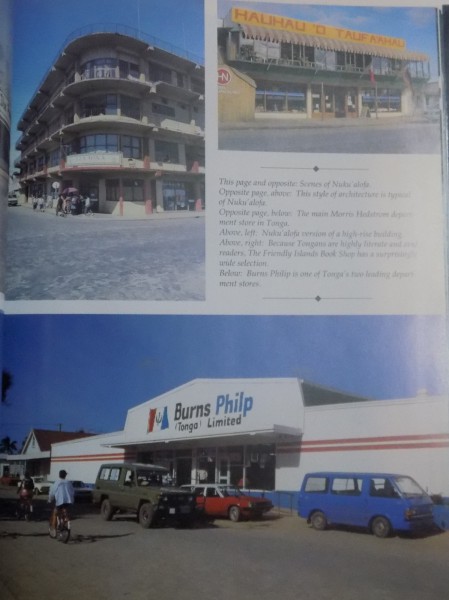 HALIHAU 'O TAUFA'AHAU
This page and opposite: Scenes of Nuku'alofa.
Opposite page, above: This style of architecture is typical
of Nuku'alofa.
Opposite page, below: The main Morris Hedstrom depart-
ment store in Tonga.
Above, left: Nuku'alofa version of a high-rise building.
Above, right: Because Tongans are highly literate and avid
readers, The Friendly Islands Book Shop has a surprisingly
wide selection.
Below: Burns Philip is one of Tonga's two leading depart-
ment stores.
Burns Philp
(Tonga) Limited